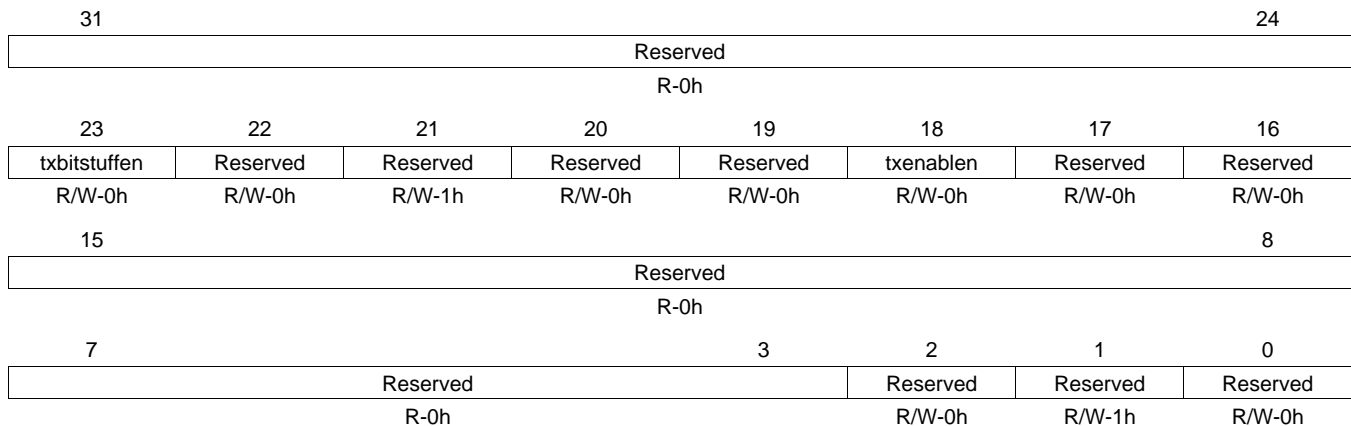 31 24
Reserved
R-0h
23 22 21 20 19 18 17 16
txbitstuffen Reserved Reserved Reserved Reserved txenablen Reserved Reserved
R/W-0h R/W-0h R/W-1h R/W-0h R/W-0h R/W-0h R/W-0h R/W-0h
15 8
Reserved
R-0h
7 3 2 1 0
Reserved Reserved Reserved Reserved
R-0h R/W-0h R/W-1h R/W-0h